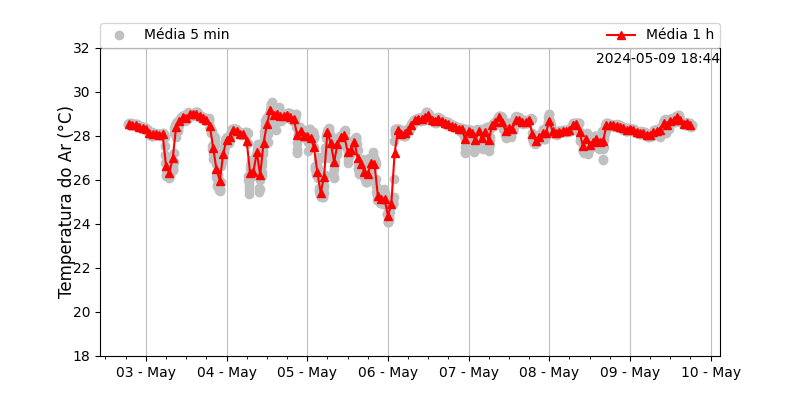 Média 5 min
Média 1 h
2024-05-09 18:44
Temperatura do Ar (°C)
32
30
28
26
24
22
20
18
03 - May
04 - May
05 - May
06 - May
07 - May
08 - May
09 - May
10 - May